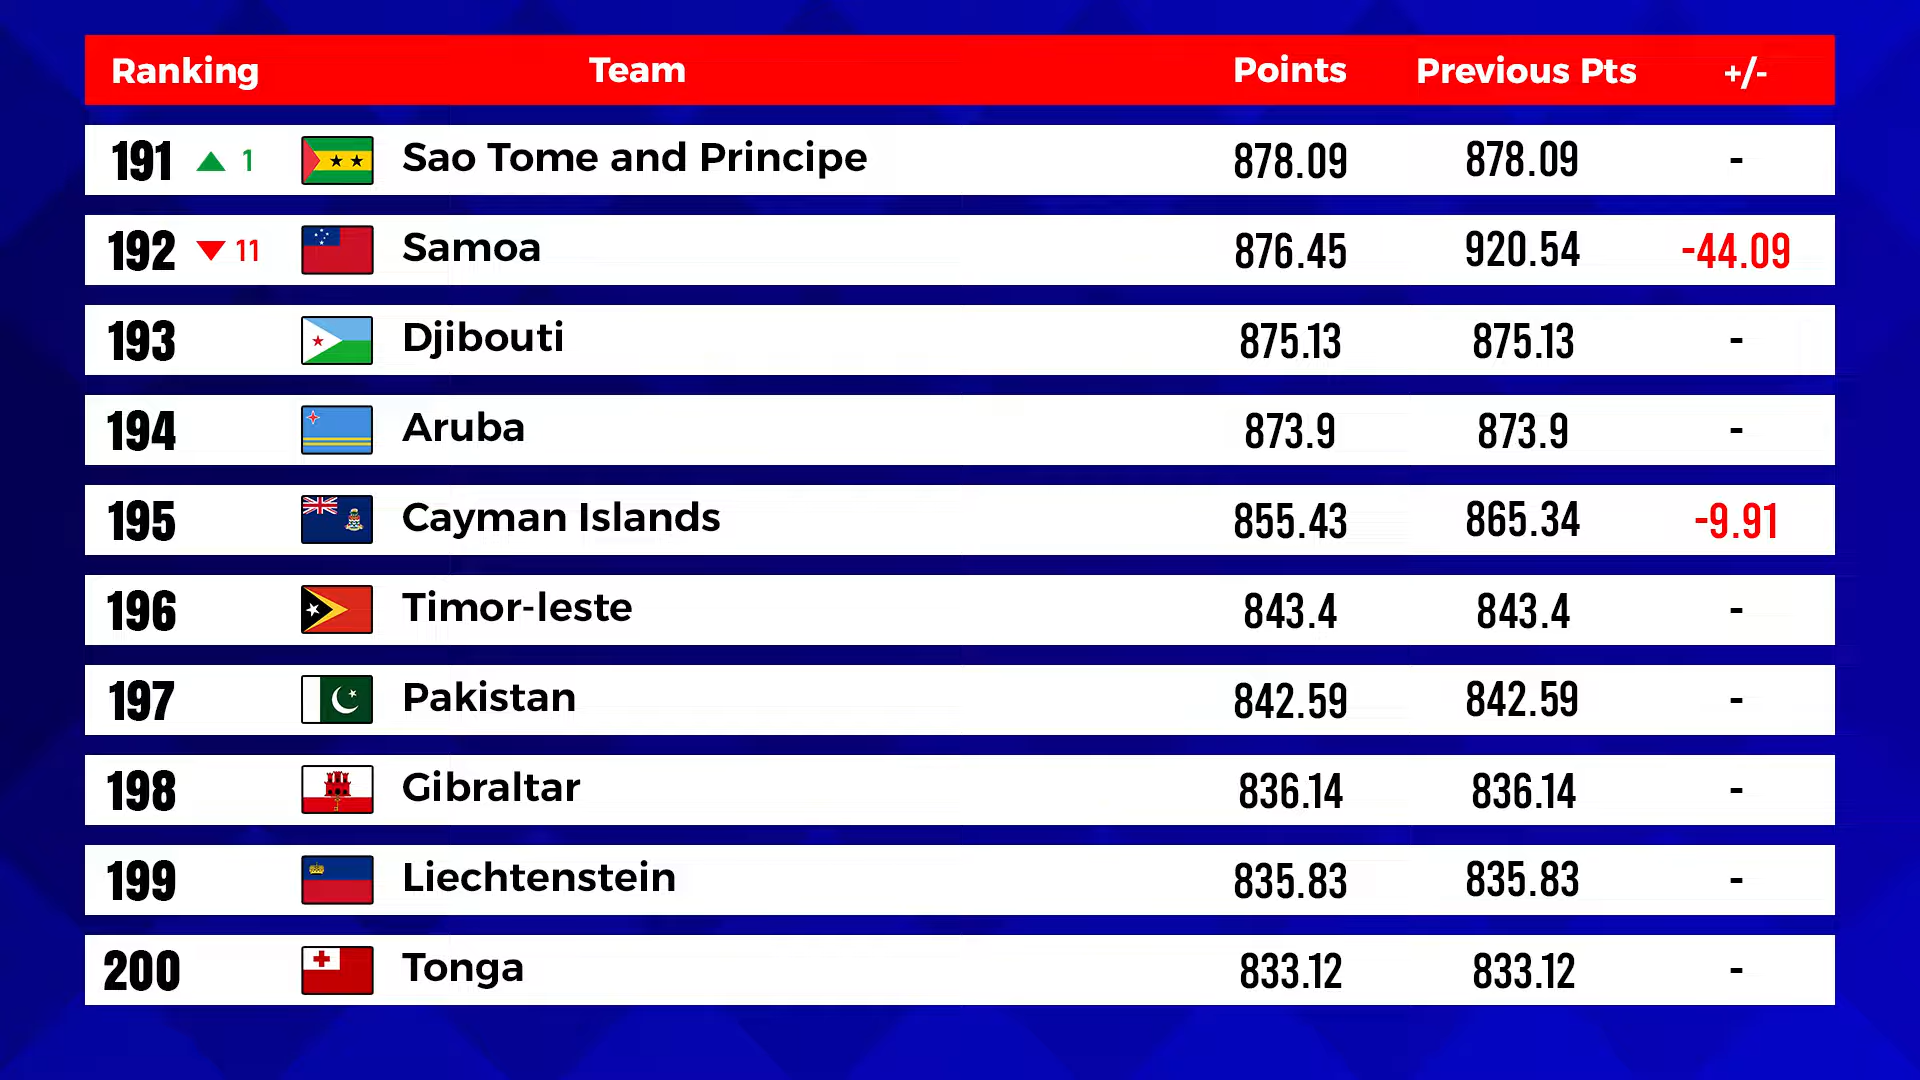 Ranking Team Points Previous Pts +/-
191 1 Sao Tome and Principe 878.09 878.09 -
192 11 Samoa 876.45 920.54 -44.09
193 Djibouti 875.13 875.13 -
194 Aruba 873.9 873.9 -
195 Cayman Islands 855.43 865.34 -9.91
196 Timor-leste 843.4 843.4 -
197 Pakistan 842.59 842.59 -
198 Gibraltar 836.14 836.14 -
199 Liechtenstein 835.83 835.83 -
200 Tonga 833.12 833.12 -